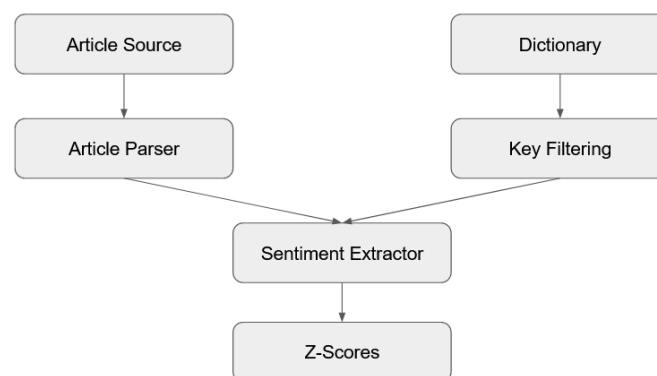 Article Source
Dictionary
Article Parser
Key Filtering
Sentiment Extractor
Z-Scores